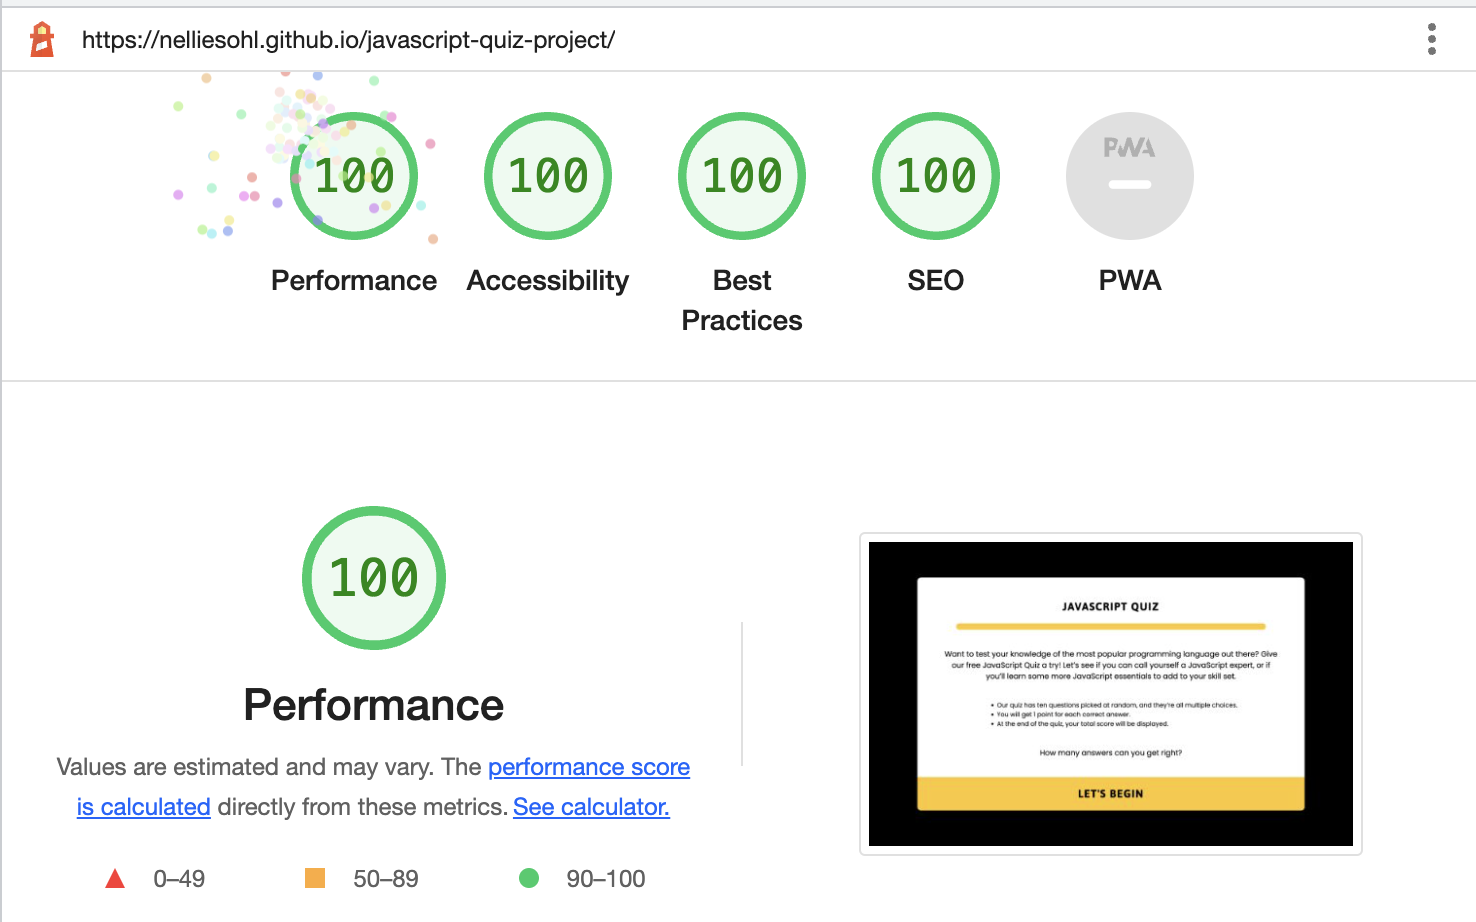 https://nelliesohl.github.io/javascript-quiz-project/
100
100
100
100
PWA
Performance
Accessibility
Best
Practices
SEO
PWA
100
Performance
Values are estimated and may vary. The performance score
is calculated directly from these metrics. See calculator.
0–49
50–89
90–100
JAVASCRIPT QUIZ
Want to test your knowledge of the most popular programming language out there? Give
our free JavaScript Quiz a try! Let's see if you can call yourself a JavaScript expert, or if
you'll learn some more JavaScript essentials to add to your skill set.
• Our quiz has ten questions picked at random, and they're all multiple choices.
• You will get 1 point for each correct answer.
• At the end of the quiz, your total score will be displayed.
How many answers can you get right?
LET'S BEGIN